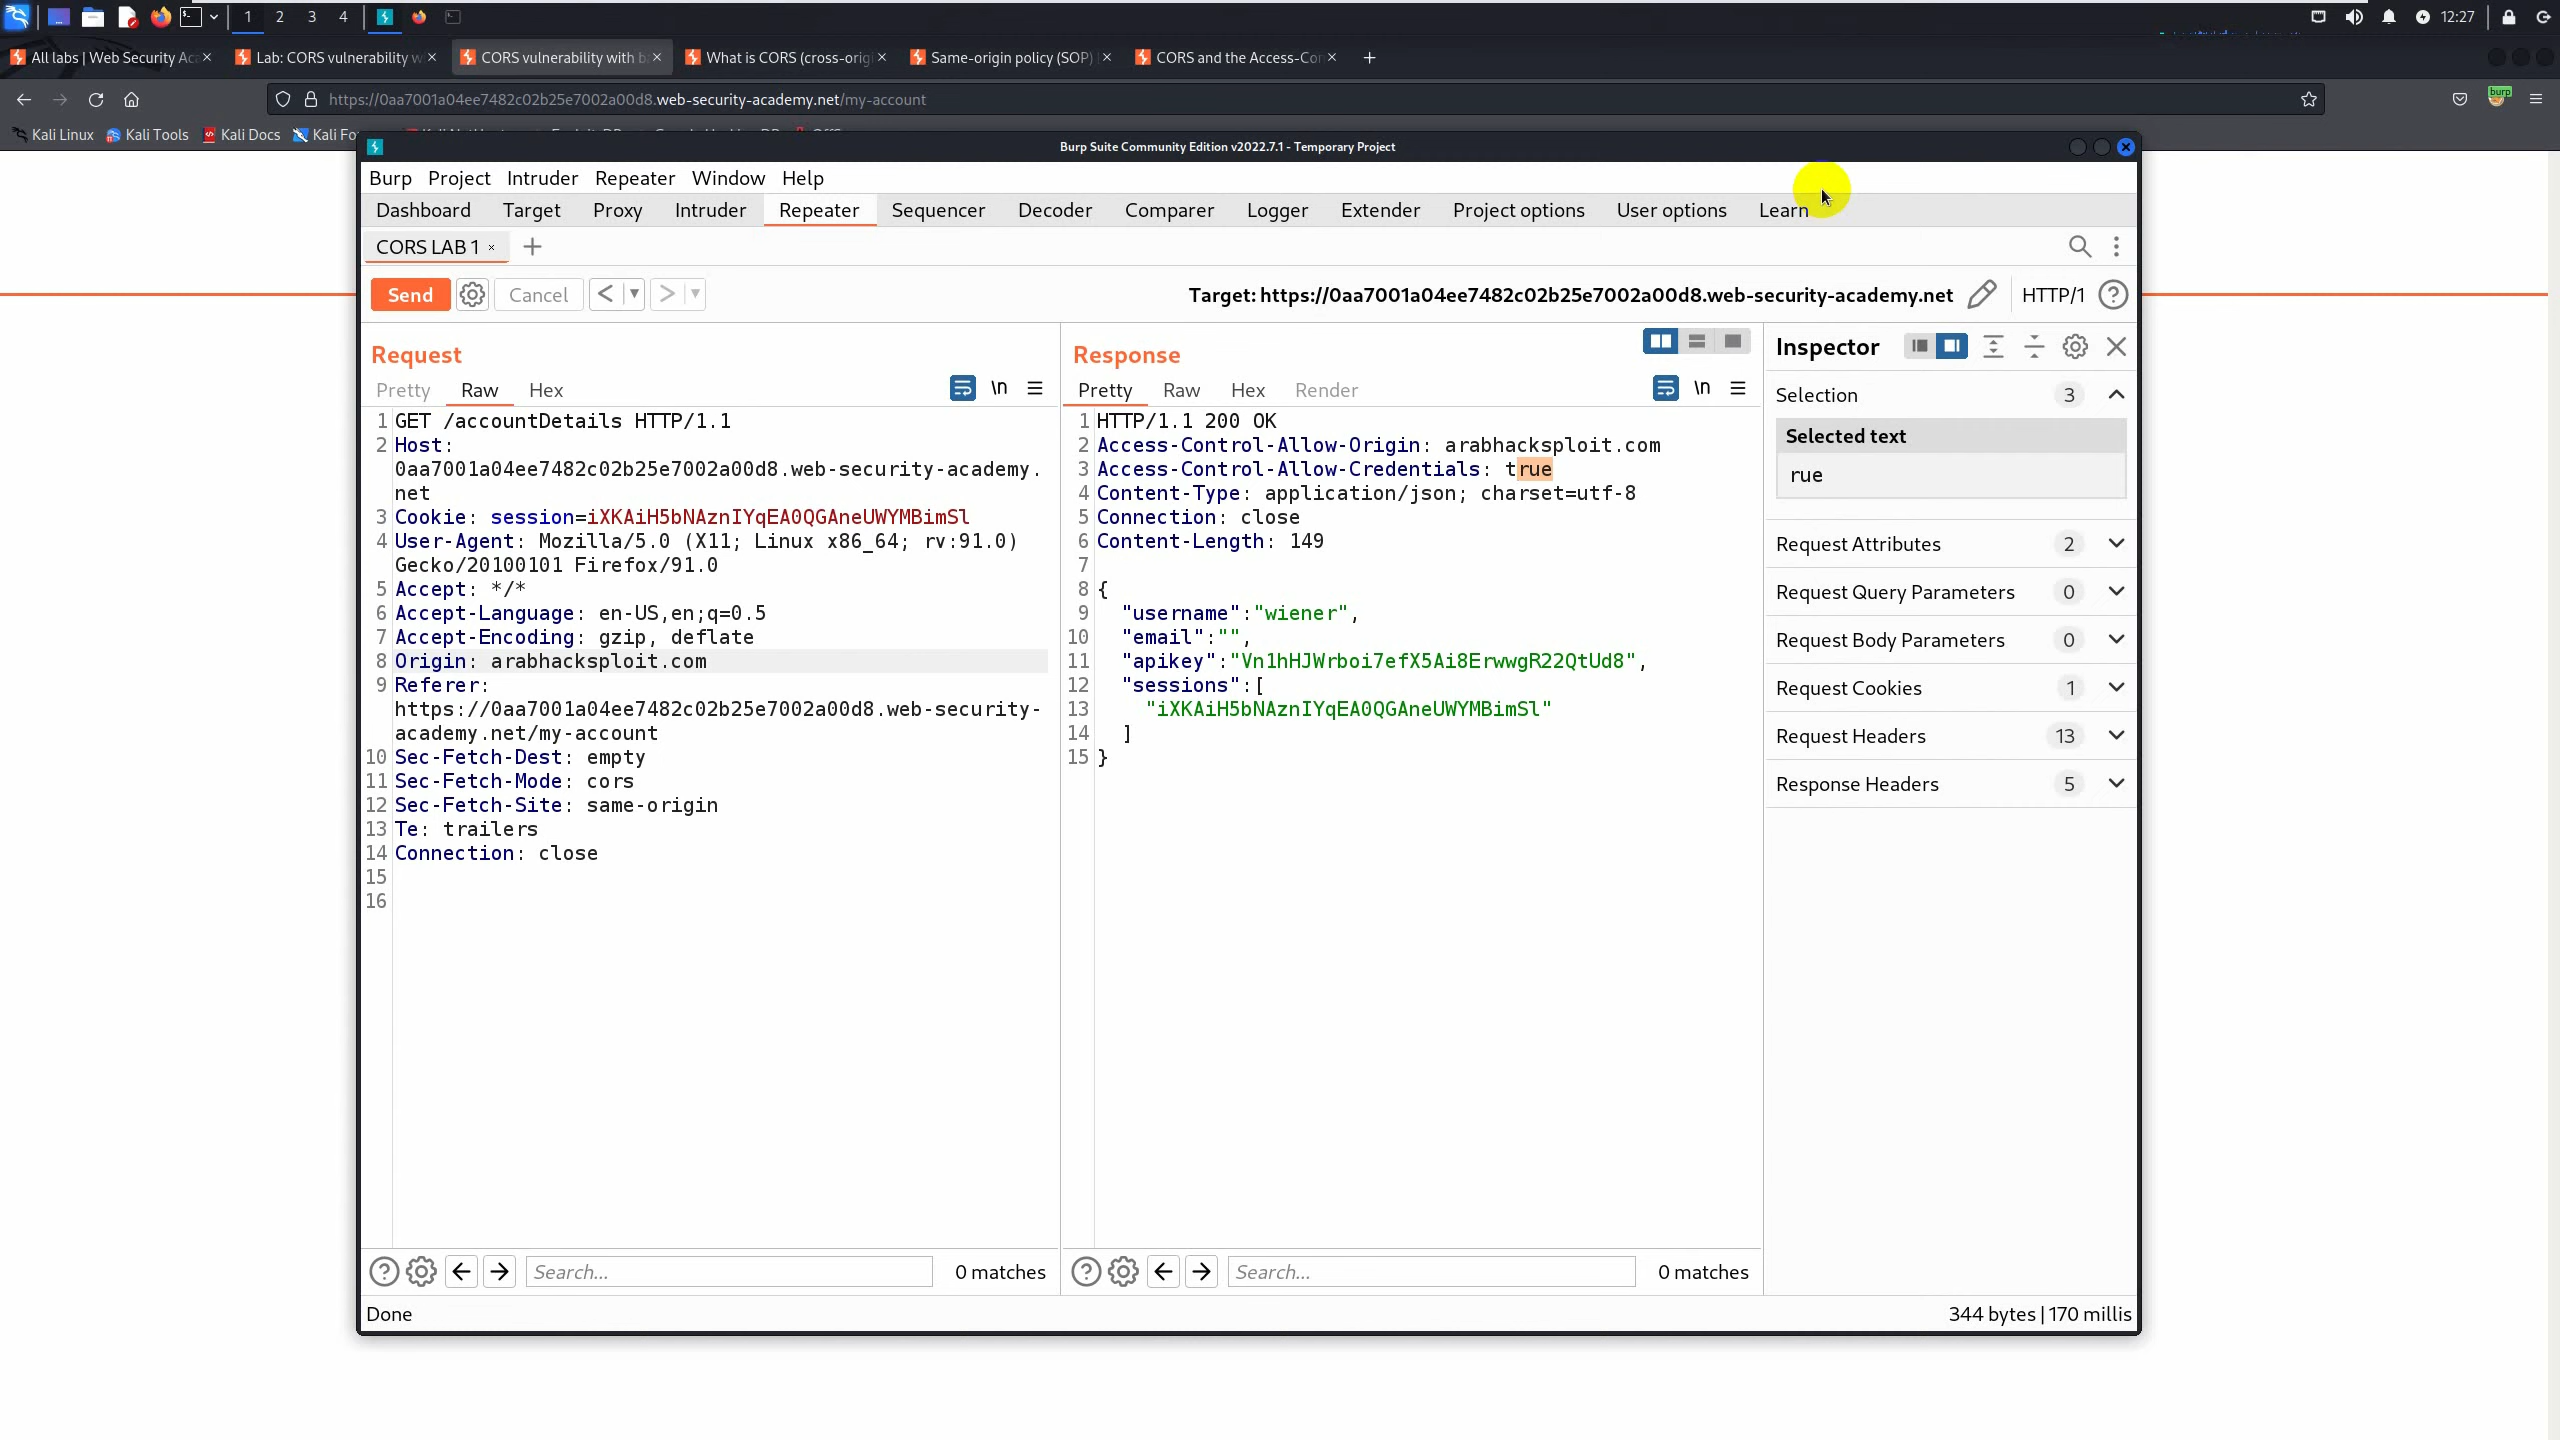 1 2 3 4 12:27
All labs | Web Security Ac
Lab: CORS vulnerability w
CORS vulnerability with b
What is CORS (cross-orig
Same-origin policy (SOP)
CORS and the Access-Con
https://0aa7001a04ee7482c02b25e7002a00d8.web-security-academy.net/my-account
burp
Kali Linux Kali Tools Kali Docs Kali Fo
Burp Suite Community Edition v2022.7.1 - Temporary Project
Burp Project Intruder Repeater Window Help
Dashboard Target Proxy Intruder Repeater Sequencer Decoder Comparer Logger Extender Project options User options Learn
CORS LAB 1 × +
Send Cancel < > Target: https://0aa7001a04ee7482c02b25e7002a00d8.web-security-academy.net HTTP/1 ?
Request
Pretty Raw Hex \n
1 GET /accountDetails HTTP/1.1
2 Host:
0aa7001a04ee7482c02b25e7002a00d8.web-security-academy.
net
3 Cookie: session=iXKAiH5bNAznIYqEA0QGAneUWYMBimSl
4 User-Agent: Mozilla/5.0 (X11; Linux x86_64; rv:91.0)
Gecko/20100101 Firefox/91.0
5 Accept: */*
6 Accept-Language: en-US,en;q=0.5
7 Accept-Encoding: gzip, deflate
8 Origin: arabhacksploit.com
9 Referer:
https://0aa7001a04ee7482c02b25e7002a00d8.web-security-
academy.net/my-account
10 Sec-Fetch-Dest: empty
11 Sec-Fetch-Mode: cors
12 Sec-Fetch-Site: same-origin
13 Te: trailers
14 Connection: close
15
16
Search... 0 matches
Response
Pretty Raw Hex Render \n
1 HTTP/1.1 200 OK
2 Access-Control-Allow-Origin: arabhacksploit.com
3 Access-Control-Allow-Credentials: true
4 Content-Type: application/json; charset=utf-8
5 Connection: close
6 Content-Length: 149
7
8 {
9 "username":"wiener",
10 "email":"",
11 "apikey":"Vn1hHJWrboi7efX5Ai8ErwwgR22QtUd8",
12 "sessions":[
13 "iXKAiH5bNAznIYqEA0QGAneUWYMBimSl"
14 ]
15 }
Search... 0 matches
Inspector
Selection 3
Selected text
rue
Request Attributes 2
Request Query Parameters 0
Request Body Parameters 0
Request Cookies 1
Request Headers 13
Response Headers 5
Done
344 bytes | 170 millis